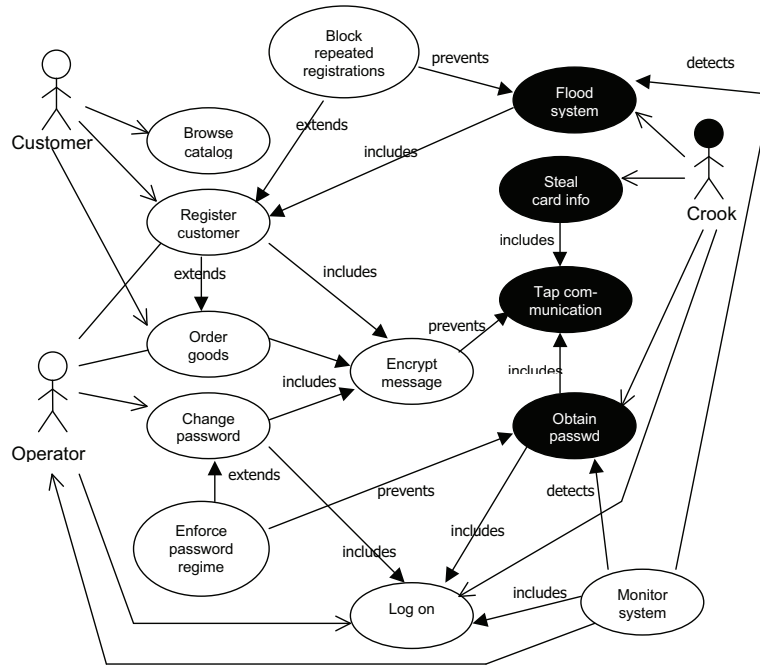 Block
repeated
registrations
prevents
detects
Flood
system
Customer
Browse
catalog
extends
includes
Steal
card info
Crook
Register
customer
includes
extends
includes
Tap com-
munication
prevents
Order
goods
Encrypt
message
includes
includes
Change
password
Obtain
passwd
Operator
extends
prevents
detects
Enforce
password
regime
includes
includes
includes
Log on
Monitor
system